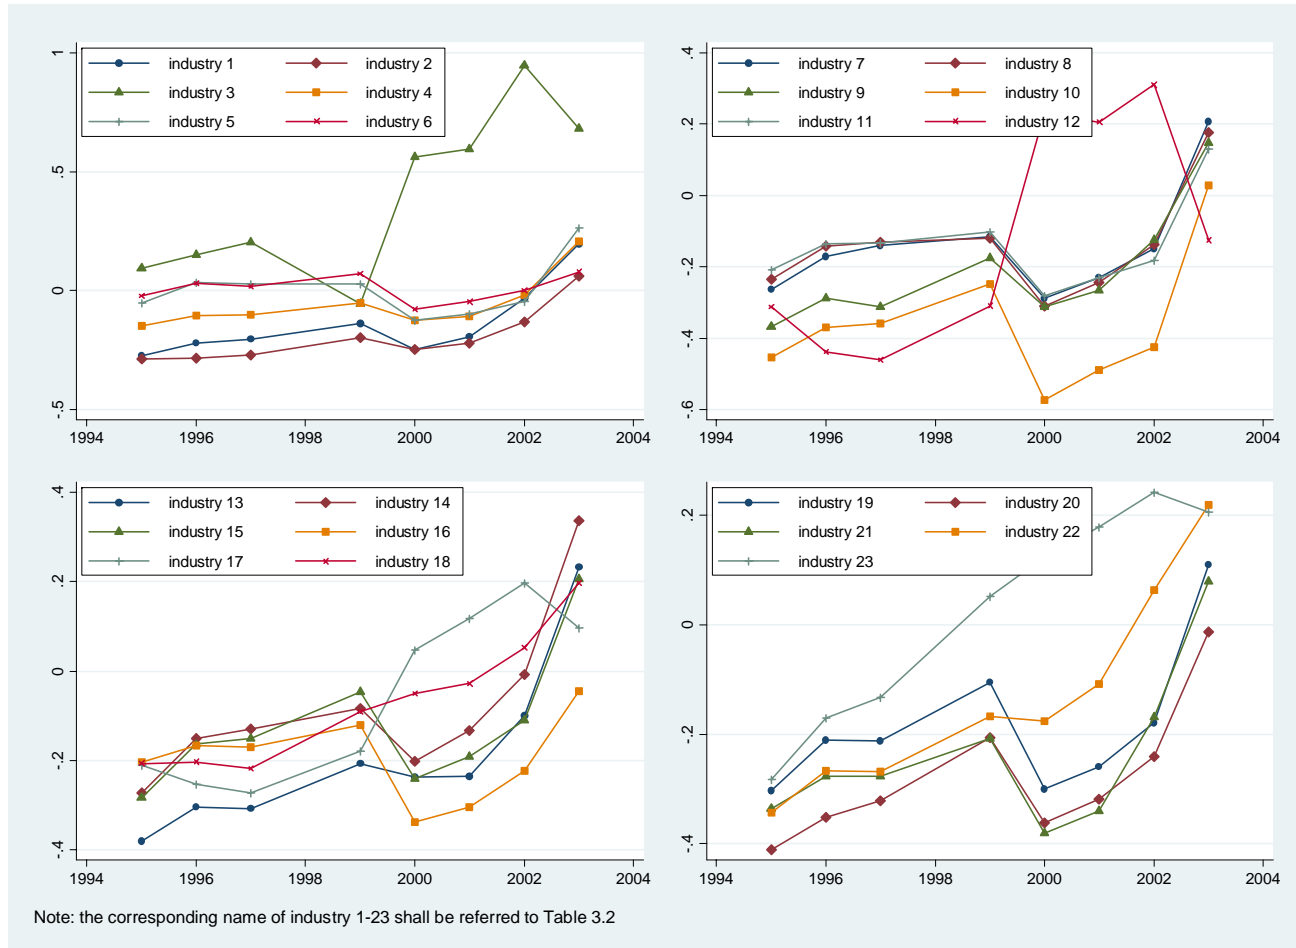 1
.5
0
-.5
1994 1996 1998 2000 2002 2004
industry 1 industry 2
industry 3 industry 4
industry 5 industry 6
.4
.2
0
-.2
-.4
-.6
1994 1996 1998 2000 2002 2004
industry 7 industry 8
industry 9 industry 10
industry 11 industry 12
.4
.2
0
-.2
-.4
1994 1996 1998 2000 2002 2004
industry 13 industry 14
industry 15 industry 16
industry 17 industry 18
.2
0
-.2
-.4
1994 1996 1998 2000 2002 2004
industry 19 industry 20
industry 21 industry 22
industry 23
Note: the corresponding name of industry 1-23 shall be referred to Table 3.2